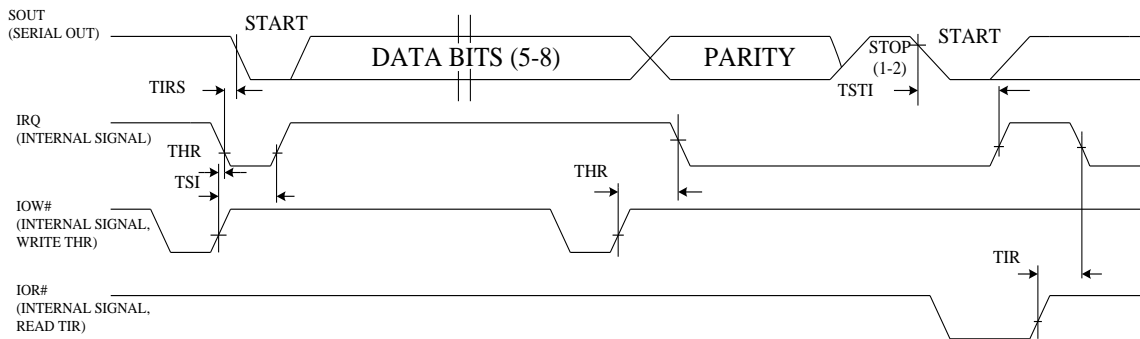 SOUT
(SERIAL OUT)
START
DATA BITS (5-8)
PARITY
STOP
(1-2)
START
TIRS
TSTI
IRQ
(INTERNAL SIGNAL)
THR
THR
TSI
IOW#
(INTERNAL SIGNAL,
WRITE THR)
TIR
IOR#
(INTERNAL SIGNAL,
READ TIR)